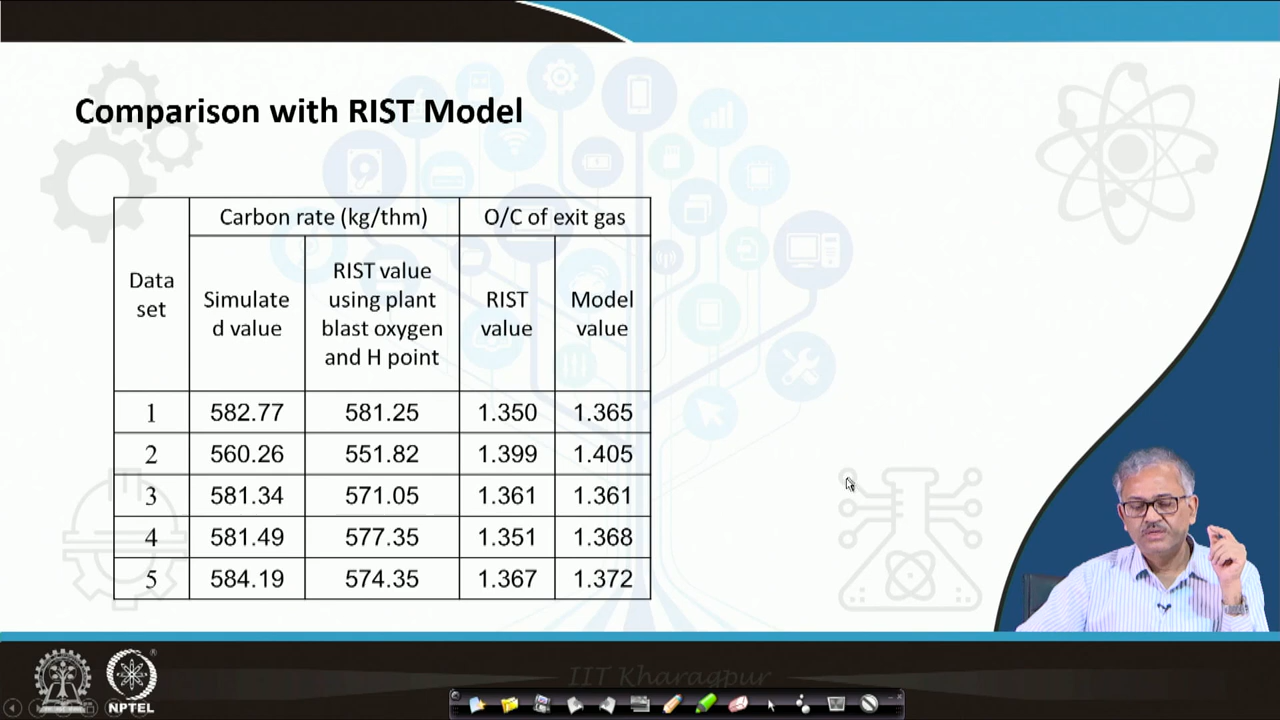 Comparison with RIST Model
Carbon rate (kg/thm) O/C of exit gas
Data
set
Simulate
d value
RIST value
using plant
blast oxygen
and H point
RIST
value
Model
value
1 582.77 581.25 1.350 1.365
2 560.26 551.82 1.399 1.405
3 581.34 571.05 1.361 1.361
4 581.49 577.35 1.351 1.368
5 584.19 574.35 1.367 1.372
IIT Kharagpur
NPTEL